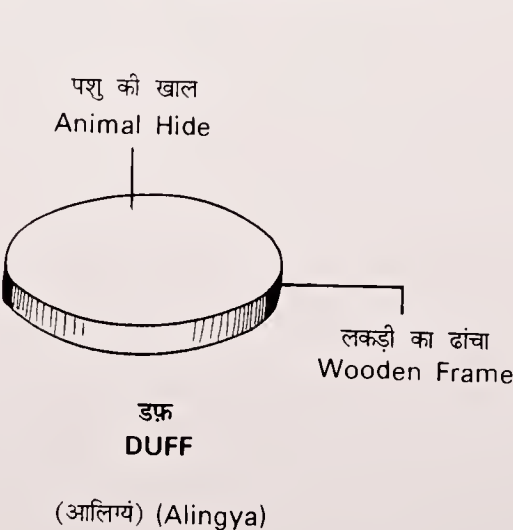 पशु की खाल
Animal Hide
लकड़ी का ढांचा
Wooden Frame
डफ़
DUFF
(आलिग्यं) (Alingya)